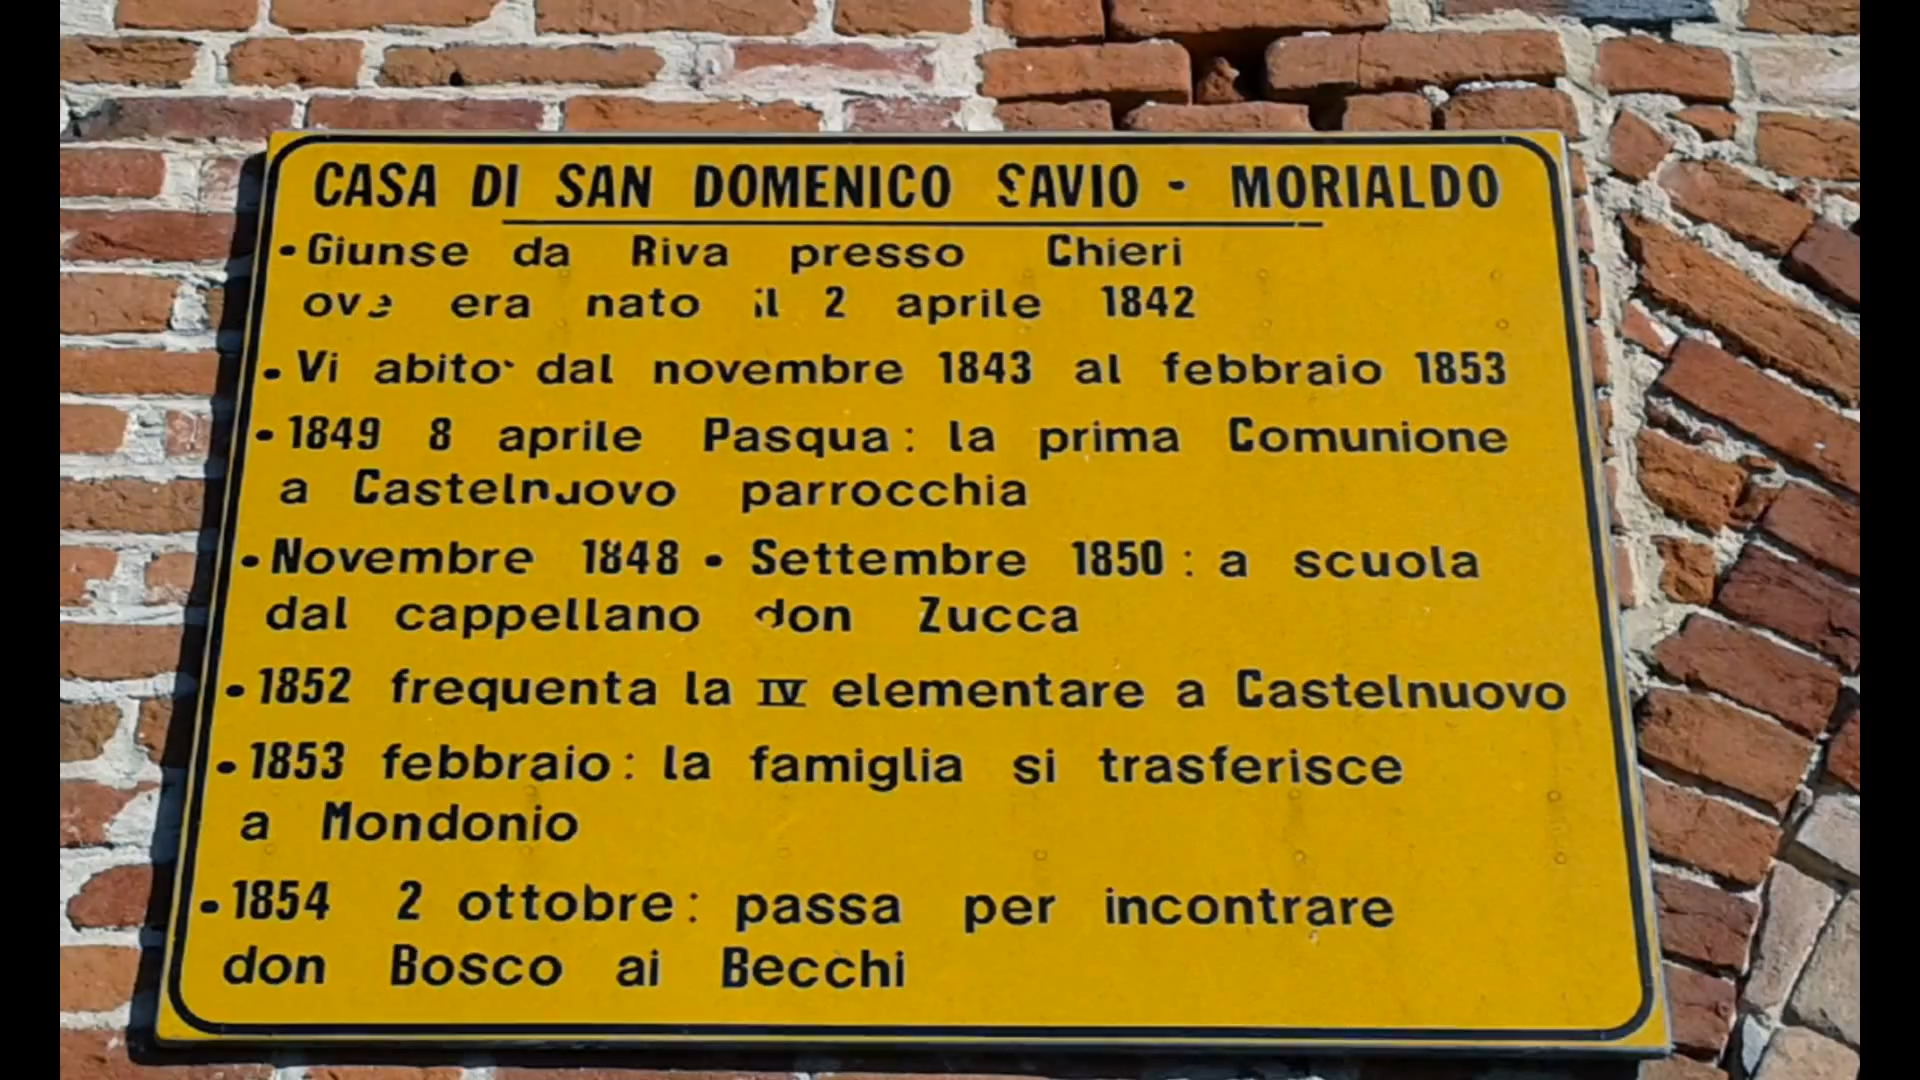 CASA DI SAN DOMENICO SAVIO - MORIALDO
• Giunse da Riva presso Chieri
ove era nato il 2 aprile 1842
• Vi abito' dal novembre 1843 al febbraio 1853
• 1849 8 aprile Pasqua: la prima Comunione
a Castelnuovo parrocchia
• Novembre 1848 - Settembre 1850: a scuola
dal cappellano don Zucca
• 1852 frequenta la IV elementare a Castelnuovo
• 1853 febbraio: la famiglia si trasferisce
a Mondonio
• 1854 2 ottobre: passa per incontrare
don Bosco ai Becchi